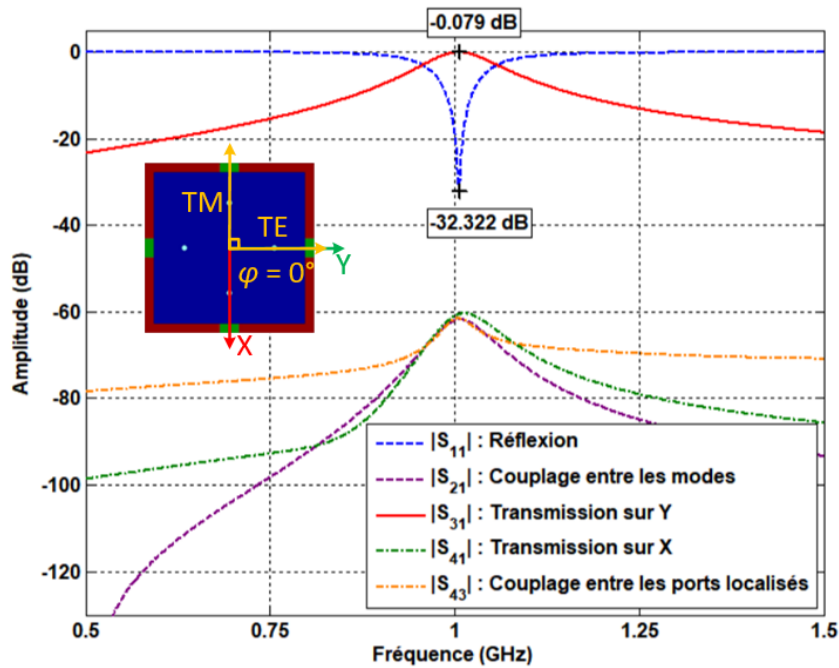 -0.079 dB
0
-20
-40
-60
-80
-100
-120
Amplitude (dB)
TM
TE
Y
φ = 0°
X
-32.322 dB
|S11| : Réflexion
|S21| : Couplage entre les modes
|S31| : Transmission sur Y
|S41| : Transmission sur X
|S43| : Couplage entre les ports localisés
0.5
0.75
1
1.25
1.5
Fréquence (GHz)